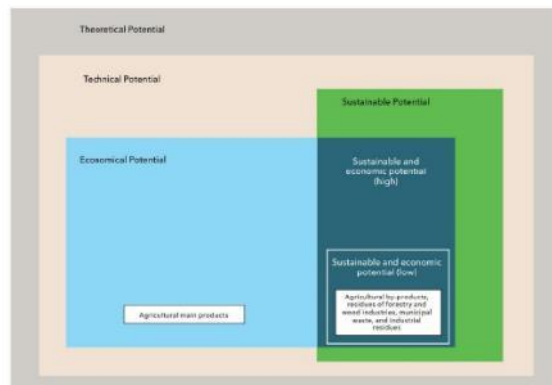 Theoretical Potential
Technical Potential
Sustainable Potential
Economical Potential
Sustainable and
economic potential
(high)
Sustainable and economic
potential (low)
Agricultural main products
Agricultural by-products,
residues of forestry and
wood industries, municipal
waste, and industrial
residues